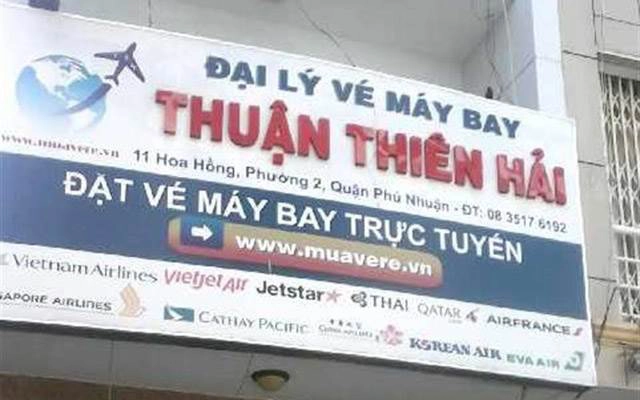 ĐẠI LÝ VÉ MÁY BAY
THUẬN THIÊN HẢI
www.muavere.vn
11 Hoa Hồng, Phường 2, Quận Phú Nhuận - ĐT: 08 3517 6192
ĐẶT VÉ MÁY BAY TRỰC TUYẾN
www.muavere.vn
Vietnam Airlines VietjetAir Jetstar THAI QATAR AIRFRANCE
GAPORE AIRLINES CATHAY PACIFIC CHINA AIRLINES KOREAN AIR EVA AIR